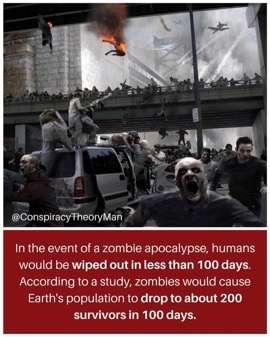 @ConspiracyTheoryMan
In the event of a zombie apocalypse, humans
would be wiped out in less than 100 days.
According to a study, zombies would cause
Earth's population to drop to about 200
survivors in 100 days.